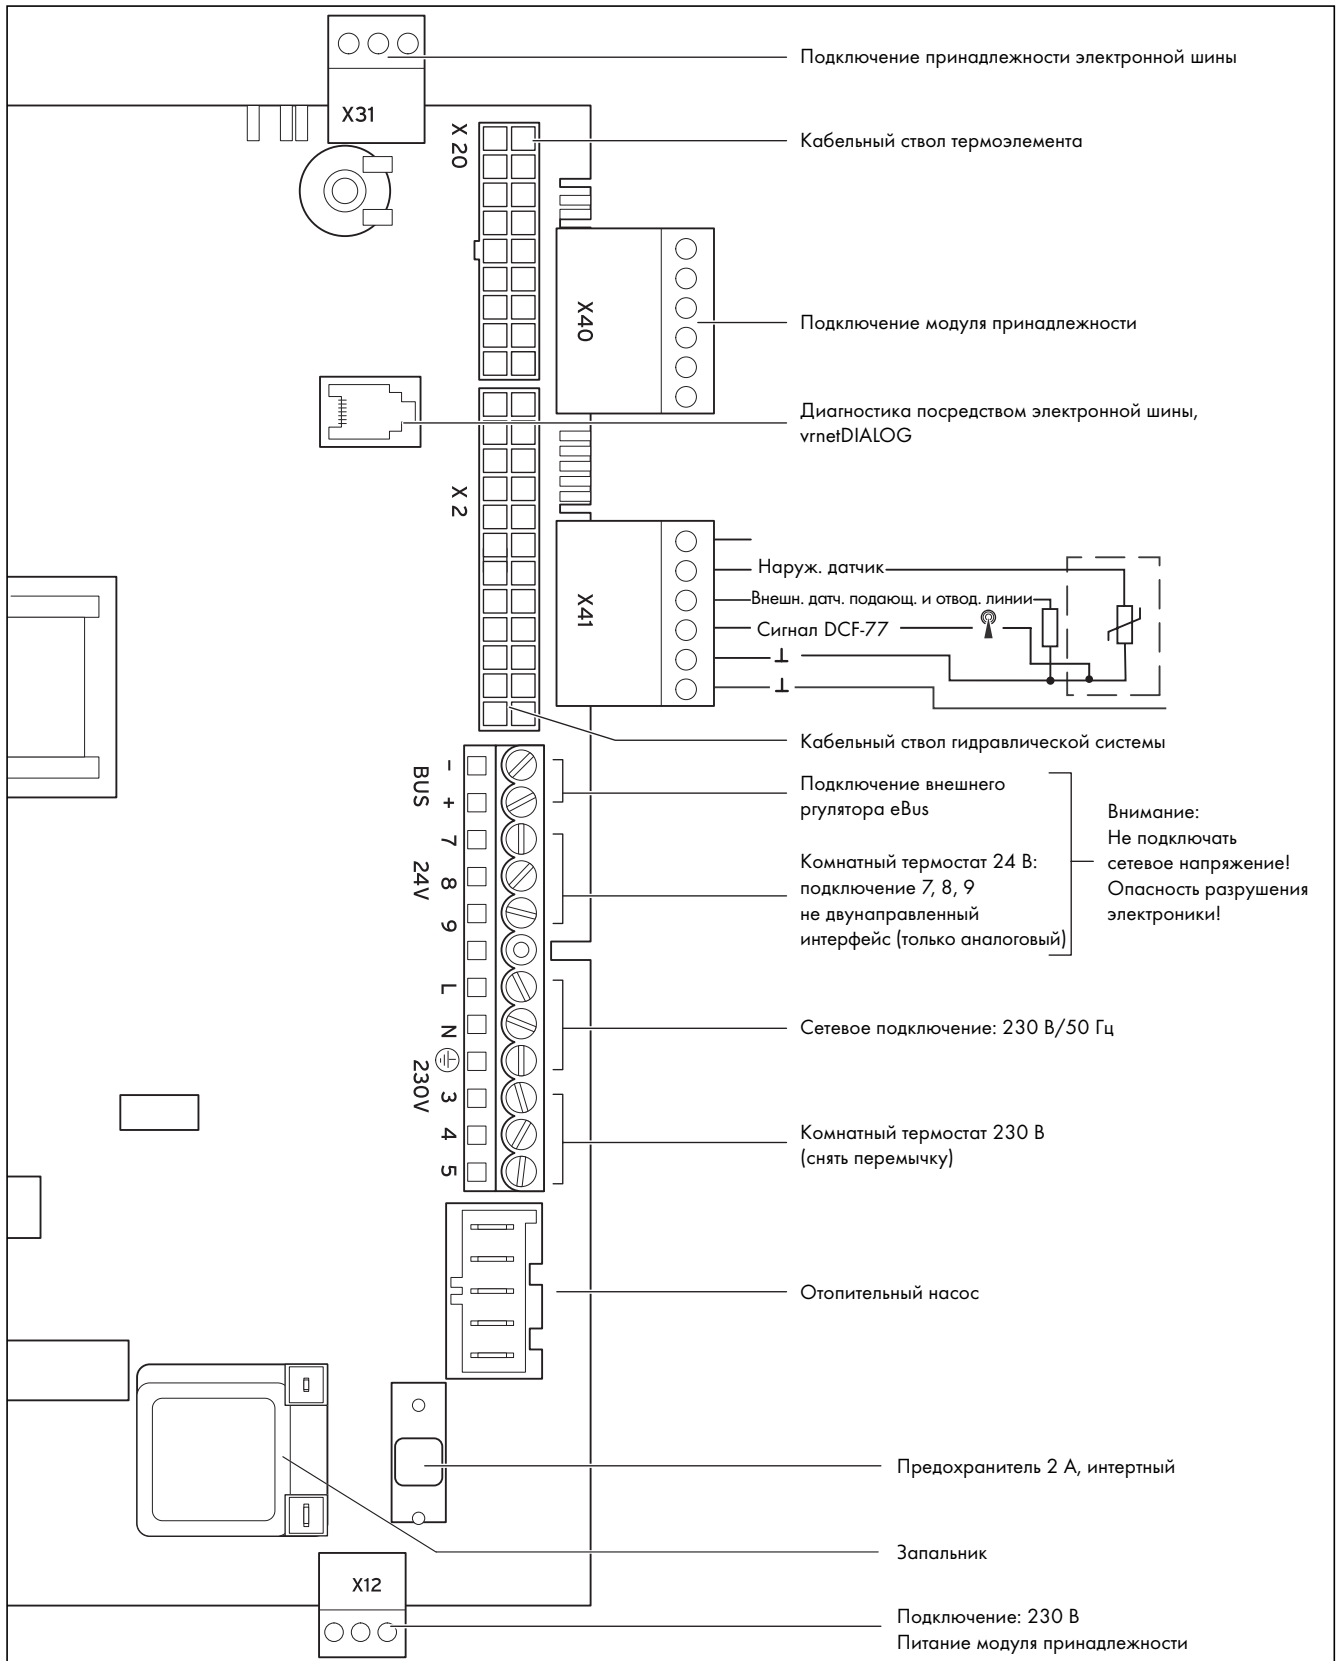 Подключение принадлежности электронной шины
X31
X 20
Кабельный ствол термоэлемента
X40
Подключение модуля принадлежности
Диагностика посредством электронной шины,
vrnetDIALOG
X 2
X41
Наруж. датчик
Внешн. датч. подающ. и отвод. линии
Сигнал DCF-77
Кабельный ствол гидравлической системы
BUS
-
+
Подключение внешнего
ргулятора eBus
24V
7
8
9
Комнатный термостат 24 В:
подключение 7, 8, 9
не двунаправленный
интерфейс (только аналоговый)
Внимание:
Не подключать
сетевое напряжение!
Опасность разрушения
электроники!
L
N
Сетевое подключение: 230 В/50 Гц
230V
3
4
5
Комнатный термостат 230 В
(снять перемычку)
Отопительный насос
Предохранитель 2 А, интертный
Запальник
X12
Подключение: 230 В
Питание модуля принадлежности